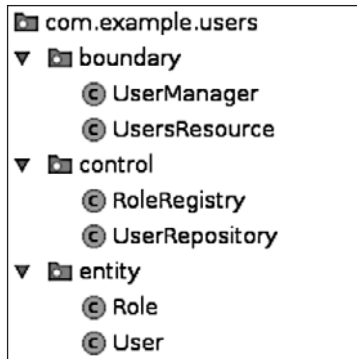 com.example.users
boundary
UserManager
UsersResource
control
RoleRegistry
UserRepository
entity
Role
User